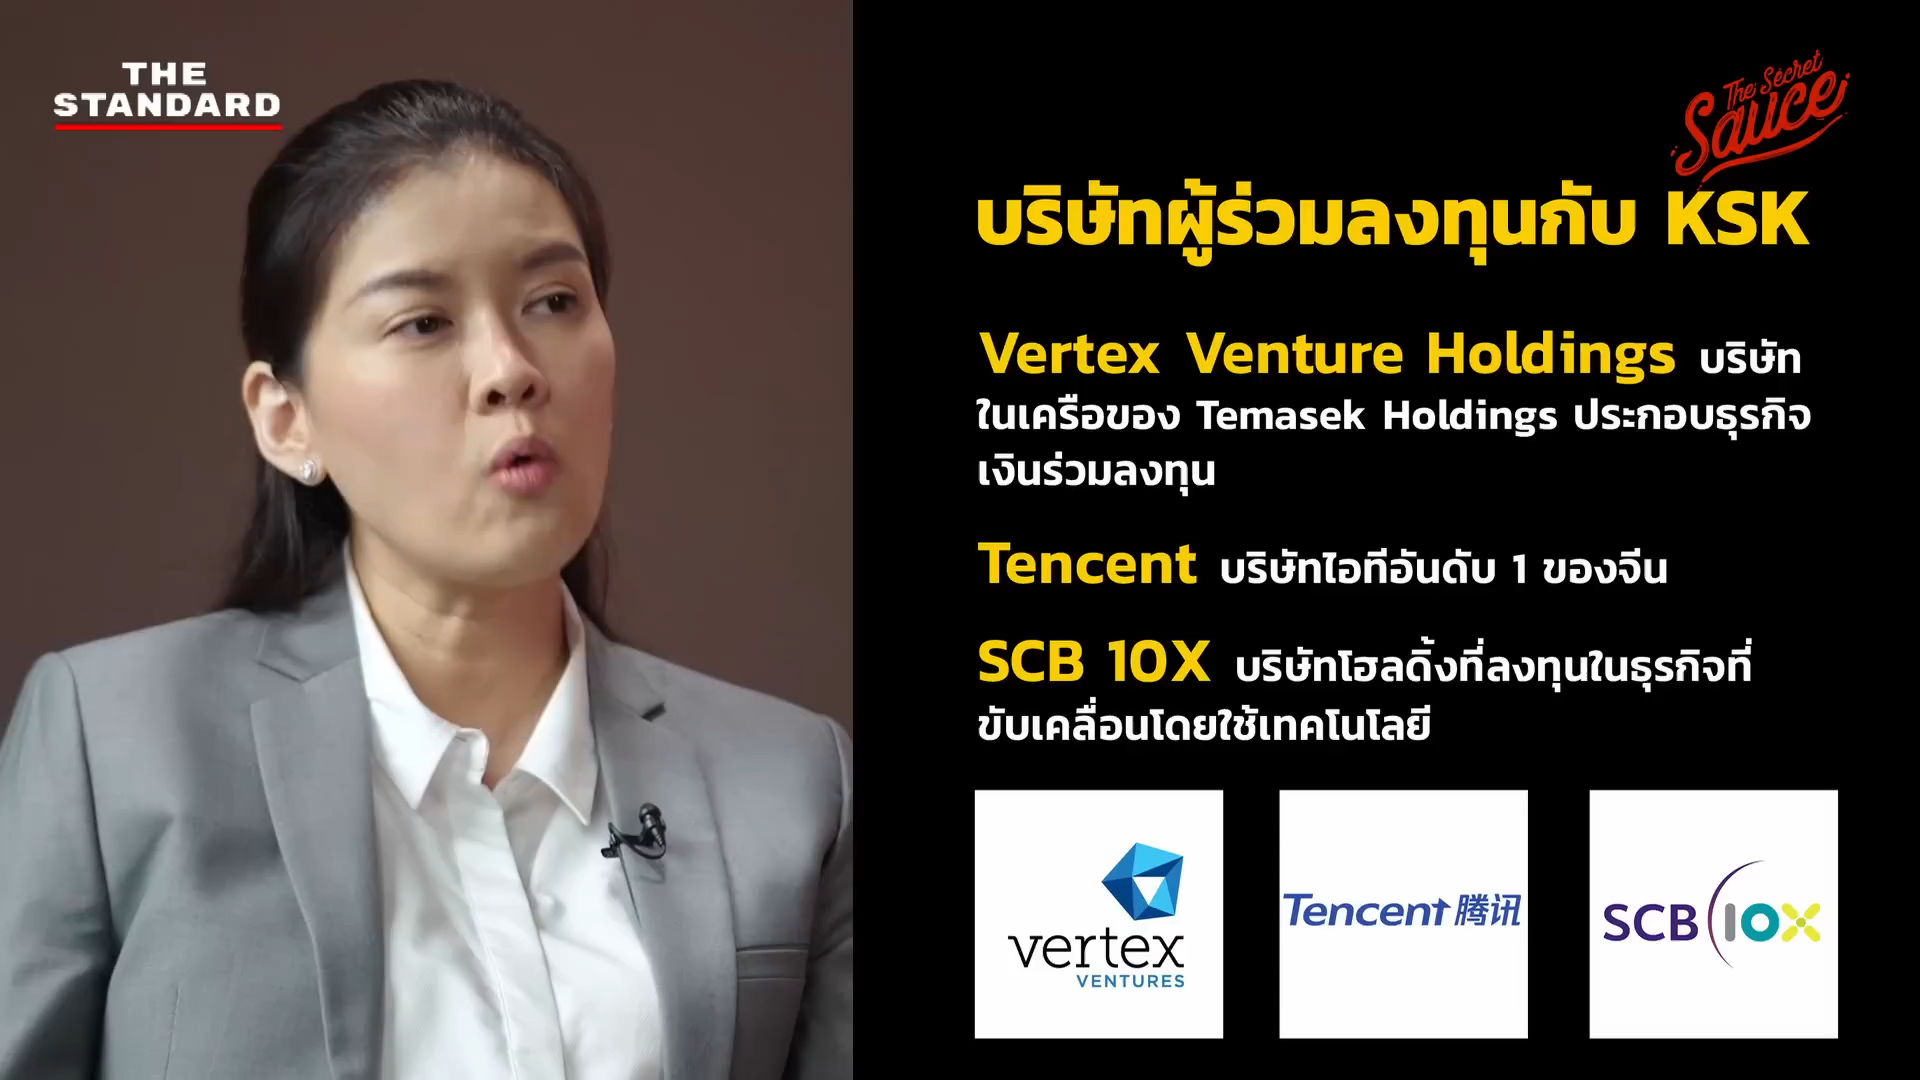 THE
STANDARD
The Secret
Sauce
บริษัทผู้ร่วมลงทุนกับ KSK
Vertex Venture Holdings บริษัท
ในเครือของ Temasek Holdings ประกอบธุรกิจ
เงินร่วมลงทุน
Tencent บริษัทไอทีอันดับ 1 ของจีน
SCB 10X บริษัทโฮลดิ้งที่ลงทุนในธุรกิจที่
ขับเคลื่อนโดยใช้เทคโนโลยี
vertex
VENTURES
Tencent 腾讯
SCB 10X